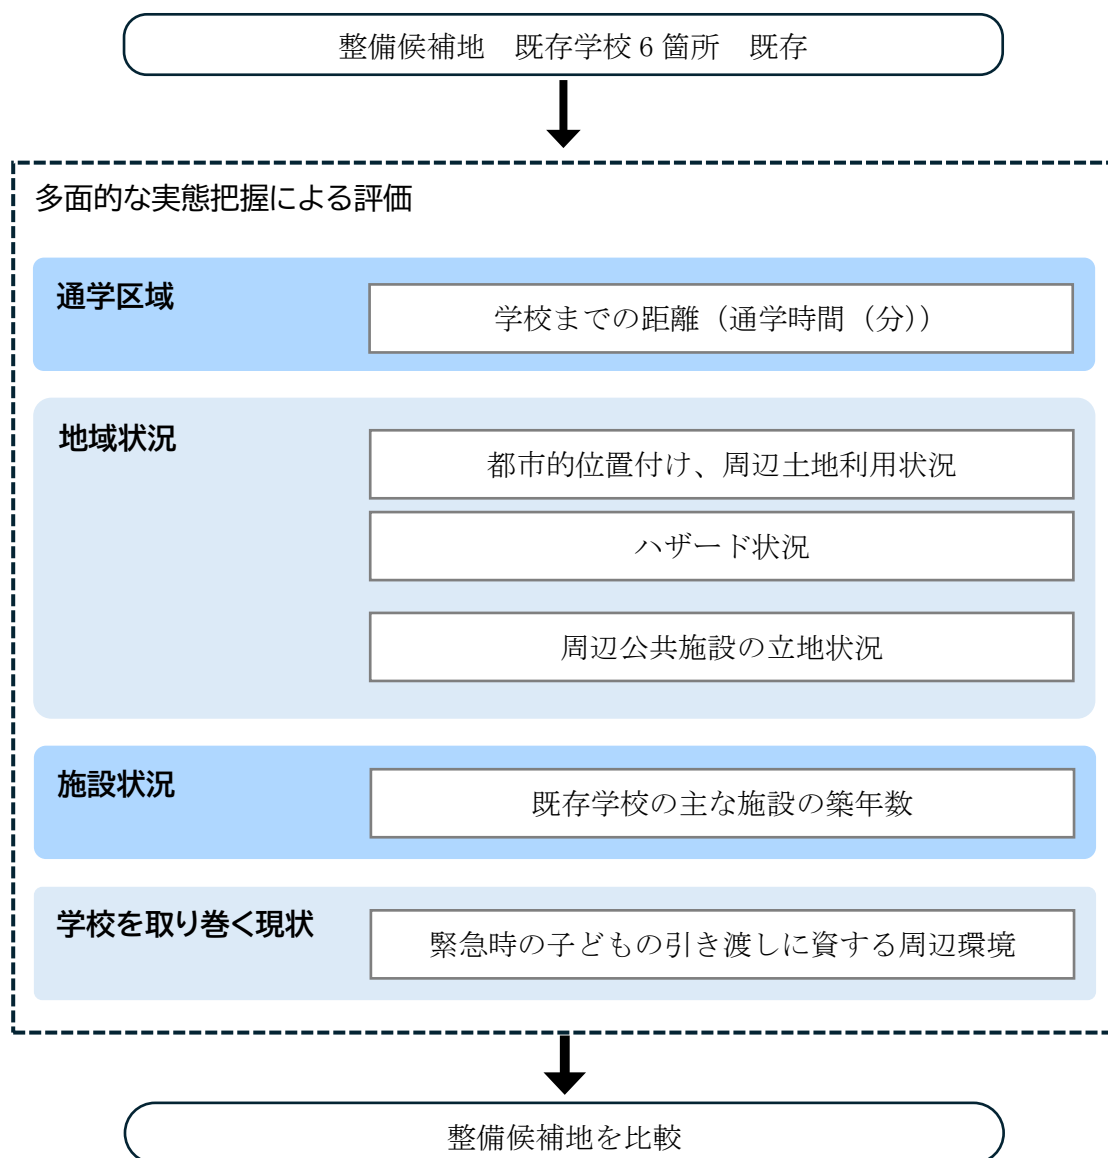 整備候補地　既存学校6箇所　既存
多面的な実態把握による評価
通学区域
学校までの距離（通学時間（分））
地域状況
都市的位置付け、周辺土地利用状況
ハザード状況
周辺公共施設の立地状況
施設状況
既存学校の主な施設の築年数
学校を取り巻く現状
緊急時の子どもの引き渡しに資する周辺環境
整備候補地を比較